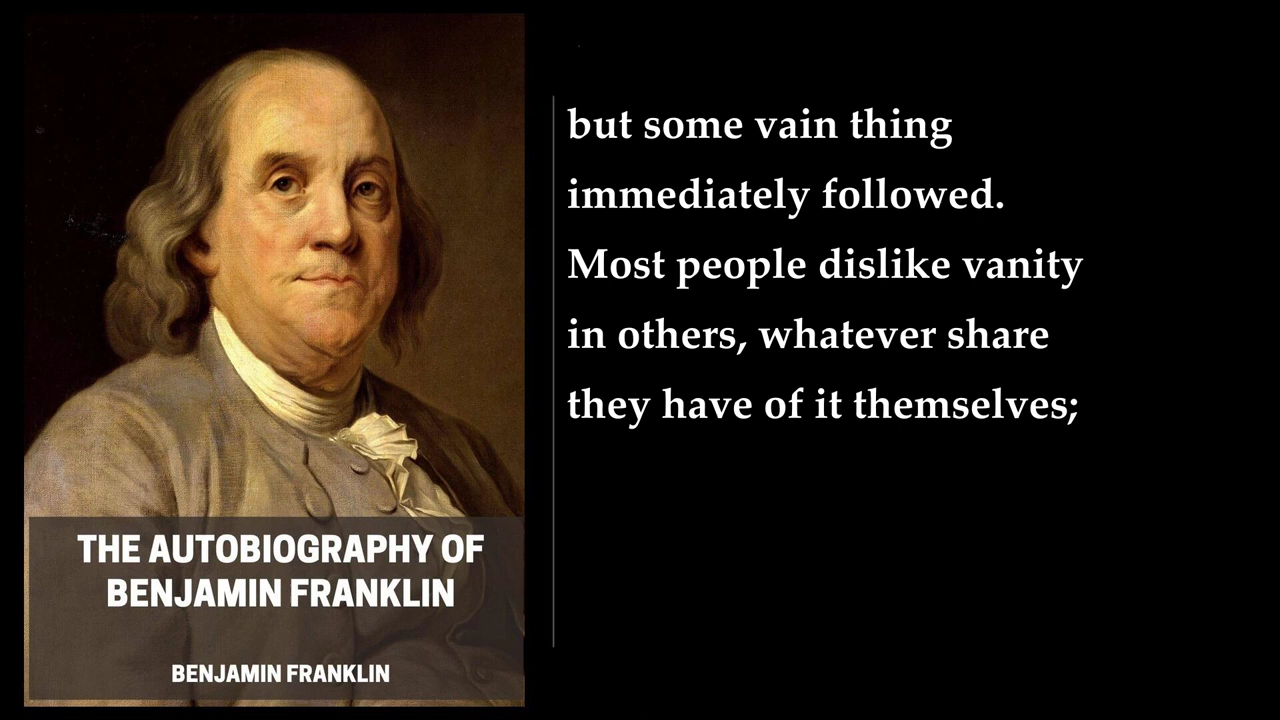 but some vain thing
immediately followed.
Most people dislike vanity
in others, whatever share
they have of it themselves;
THE AUTOBIOGRAPHY OF
BENJAMIN FRANKLIN
BENJAMIN FRANKLIN